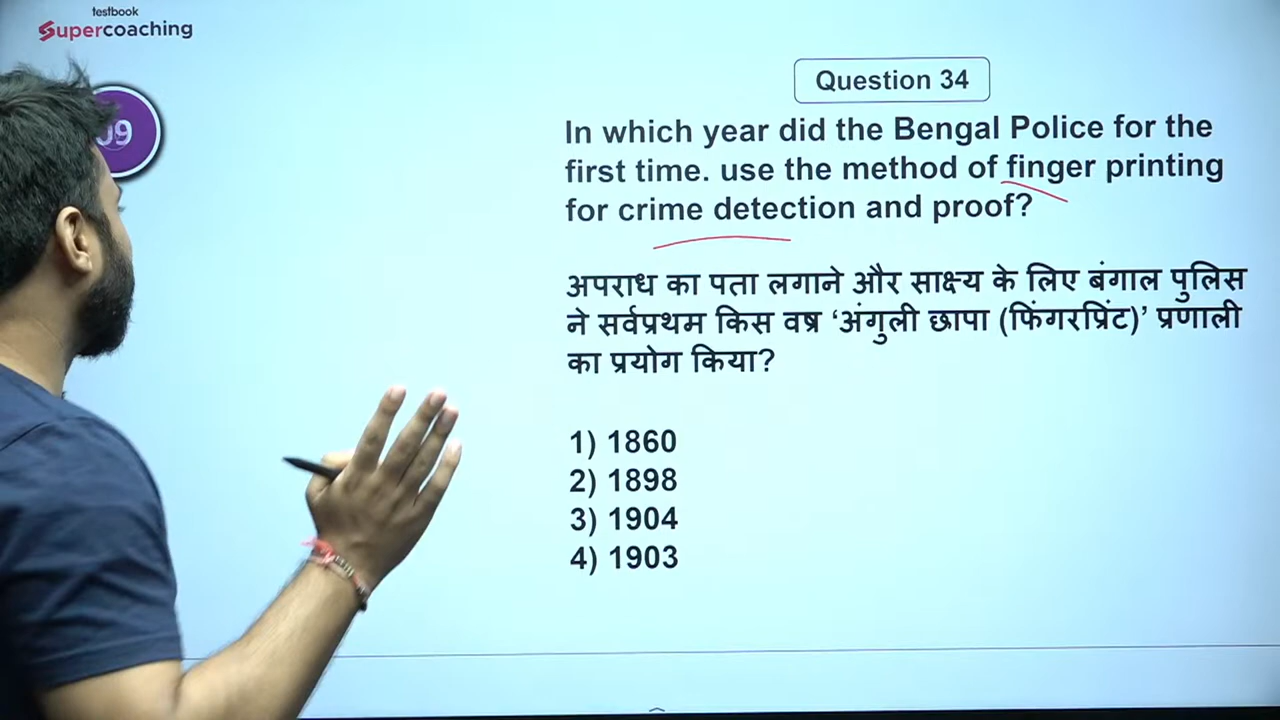 testbook
Supercoaching
09
Question 34
In which year did the Bengal Police for the
first time. use the method of finger printing
for crime detection and proof?
अपराध का पता लगाने और साक्ष्य के लिए बंगाल पुलिस
ने सर्वप्रथम किस वष्र ‘अंगुली छापा (फिंगरप्रिंट)’ प्रणाली
का प्रयोग किया?
1) 1860
2) 1898
3) 1904
4) 1903